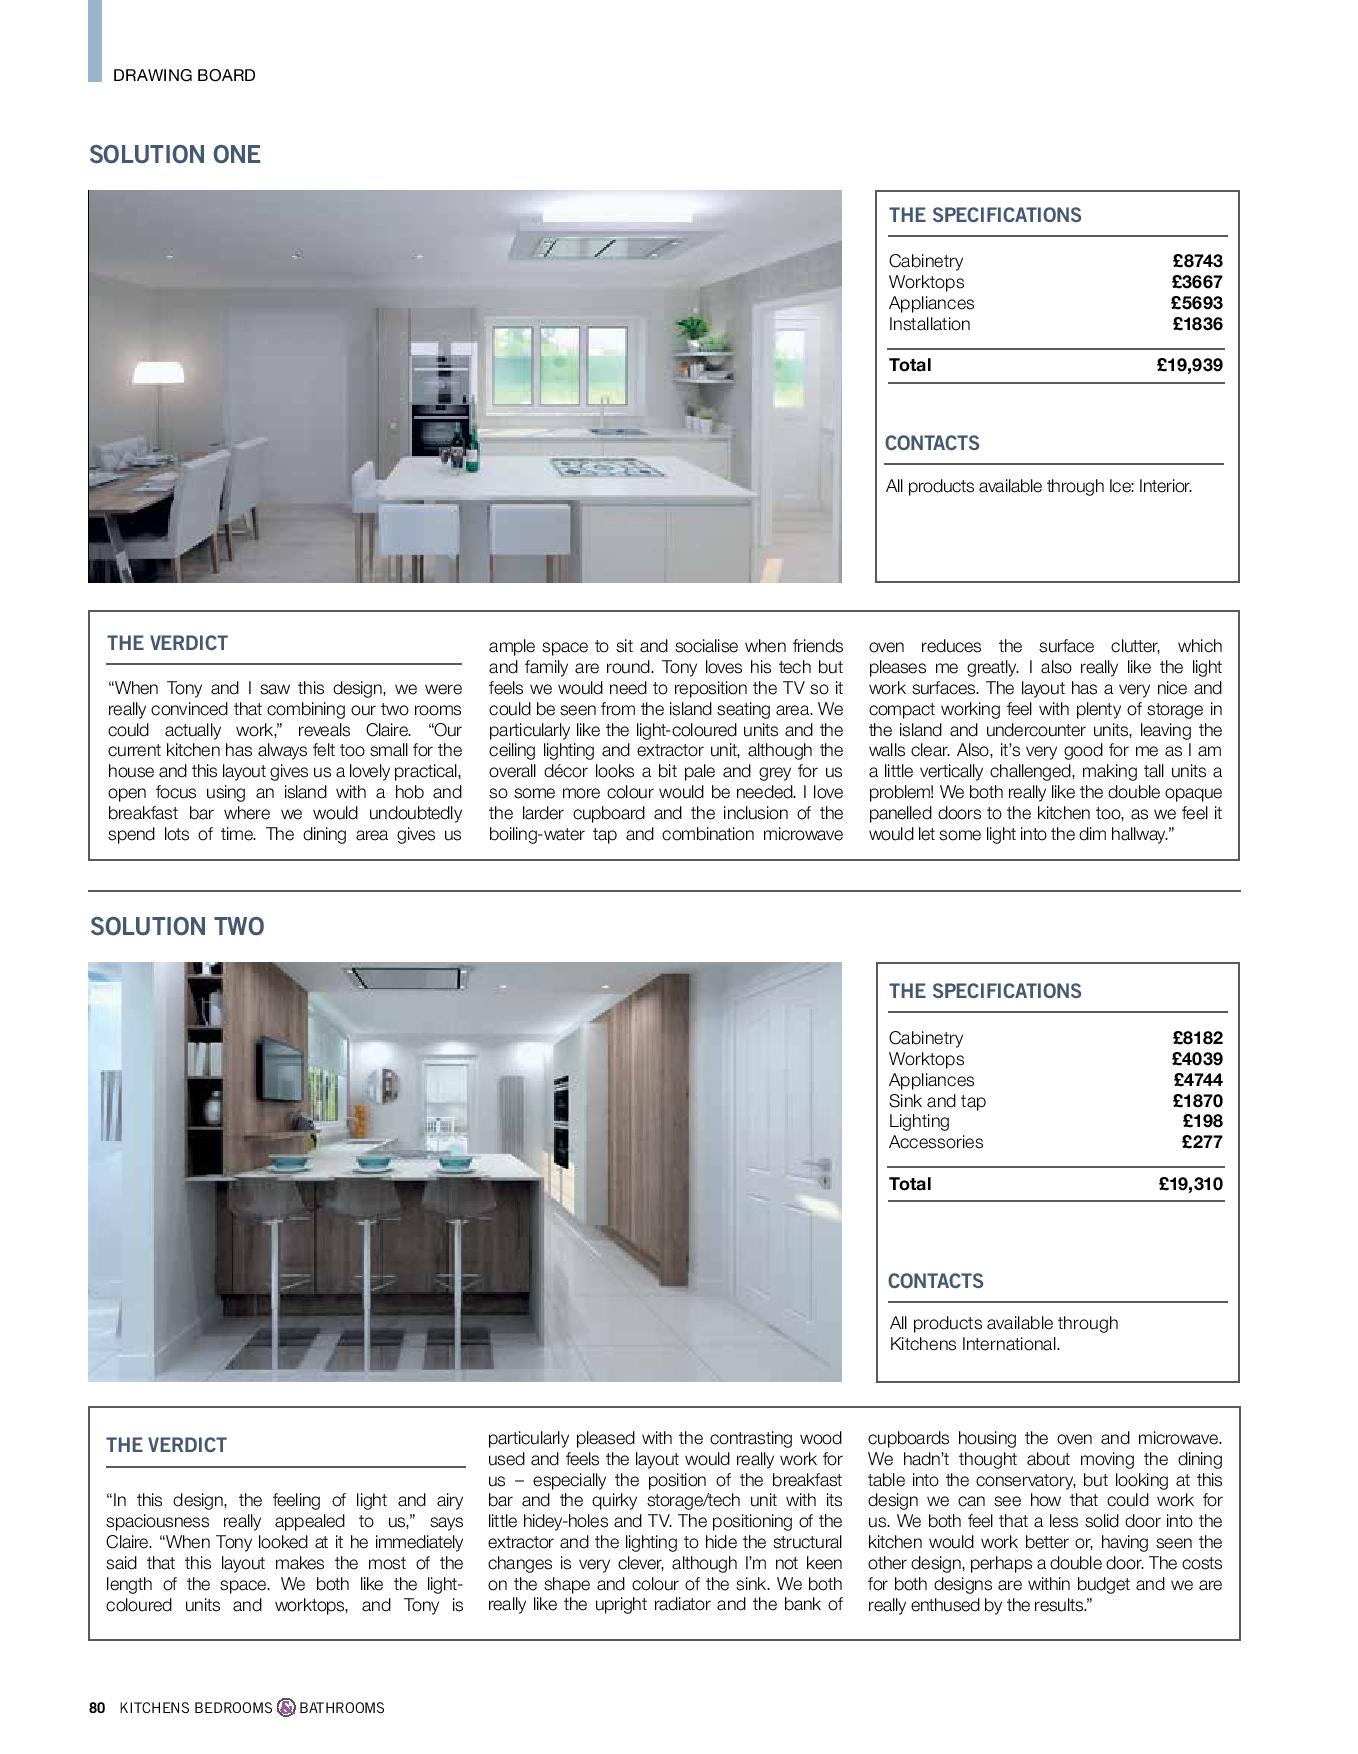 DRAWING BOARD
SOLUTION ONE
THE SPECIFICATIONS
Cabinetry £8743
Worktops £3667
Appliances £5693
Installation £1836
Total £19,939
CONTACTS
All products available through Ice: Interior.
THE VERDICT
“When Tony and I saw this design, we were
really convinced that combining our two rooms
could actually work,” reveals Claire. “Our
current kitchen has always felt too small for the
house and this layout gives us a lovely practical,
open focus using an island with a hob and
breakfast bar where we would undoubtedly
spend lots of time. The dining area gives us
ample space to sit and socialise when friends
and family are round. Tony loves his tech but
feels we would need to reposition the TV so it
could be seen from the island seating area. We
particularly like the light-coloured units and the
ceiling lighting and extractor unit, although the
overall décor looks a bit pale and grey for us
so some more colour would be needed. I love
the larder cupboard and the inclusion of the
boiling-water tap and combination microwave
oven reduces the surface clutter, which
pleases me greatly. I also really like the light
work surfaces. The layout has a very nice and
compact working feel with plenty of storage in
the island and undercounter units, leaving the
walls clear. Also, it’s very good for me as I am
a little vertically challenged, making tall units a
problem! We both really like the double opaque
panelled doors to the kitchen too, as we feel it
would let some light into the dim hallway.”
SOLUTION TWO
THE SPECIFICATIONS
Cabinetry £8182
Worktops £4039
Appliances £4744
Sink and tap £1870
Lighting £198
Accessories £277
Total £19,310
CONTACTS
All products available through
Kitchens International.
THE VERDICT
“In this design, the feeling of light and airy
spaciousness really appealed to us,” says
Claire. “When Tony looked at it he immediately
said that this layout makes the most of the
length of the space. We both like the light-
coloured units and worktops, and Tony is
particularly pleased with the contrasting wood
used and feels the layout would really work for
us – especially the position of the breakfast
bar and the quirky storage/tech unit with its
little hidey-holes and TV. The positioning of the
extractor and the lighting to hide the structural
changes is very clever, although I’m not keen
on the shape and colour of the sink. We both
really like the upright radiator and the bank of
cupboards housing the oven and microwave.
We hadn’t thought about moving the dining
table into the conservatory, but looking at this
design we can see how that could work for
us. We both feel that a less solid door into the
kitchen would work better or, having seen the
other design, perhaps a double door. The costs
for both designs are within budget and we are
really enthused by the results.”
80 KITCHENS BEDROOMS & BATHROOMS